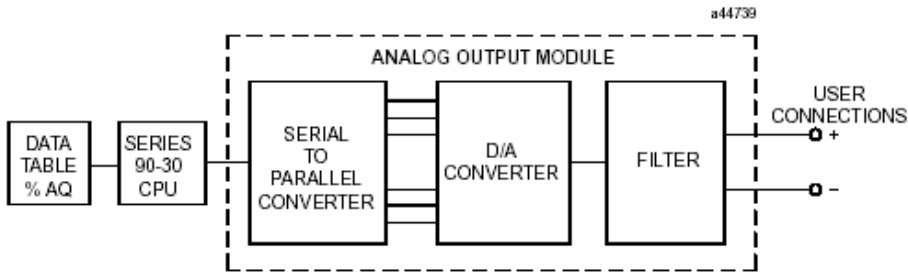 a44739
ANALOG OUTPUT MODULE
DATA
TABLE
% AQ
SERIES
90-30
CPU
SERIAL
TO
PARALLEL
CONVERTER
D/A
CONVERTER
FILTER
USER
CONNECTIONS
+
–